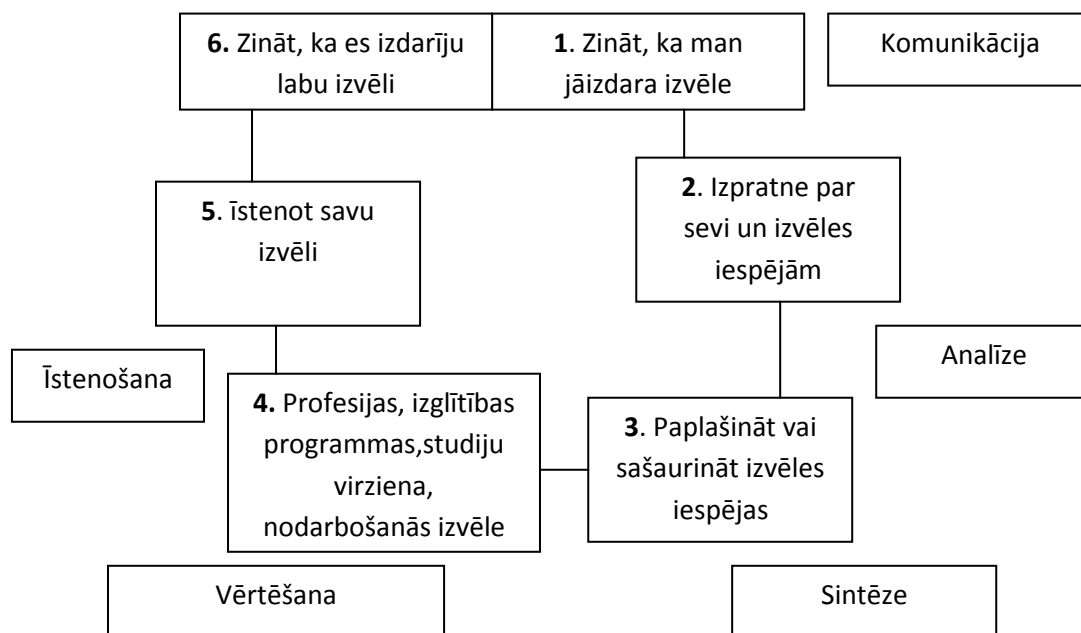 6. Zināt, ka es izdarīju
labu izvēli
1. Zināt, ka man
jāizdara izvēle
Komunikācija
2. Izpratne par
sevi un izvēles
iespējām
5. īstenot savu
izvēli
Analīze
Īstenošana
4. Profesijas, izglītības
programmas,studiju
virziena,
nodarbošanās izvēle
3. Paplašināt vai
sašaurināt izvēles
iespējas
Vērtēšana
Sintēze